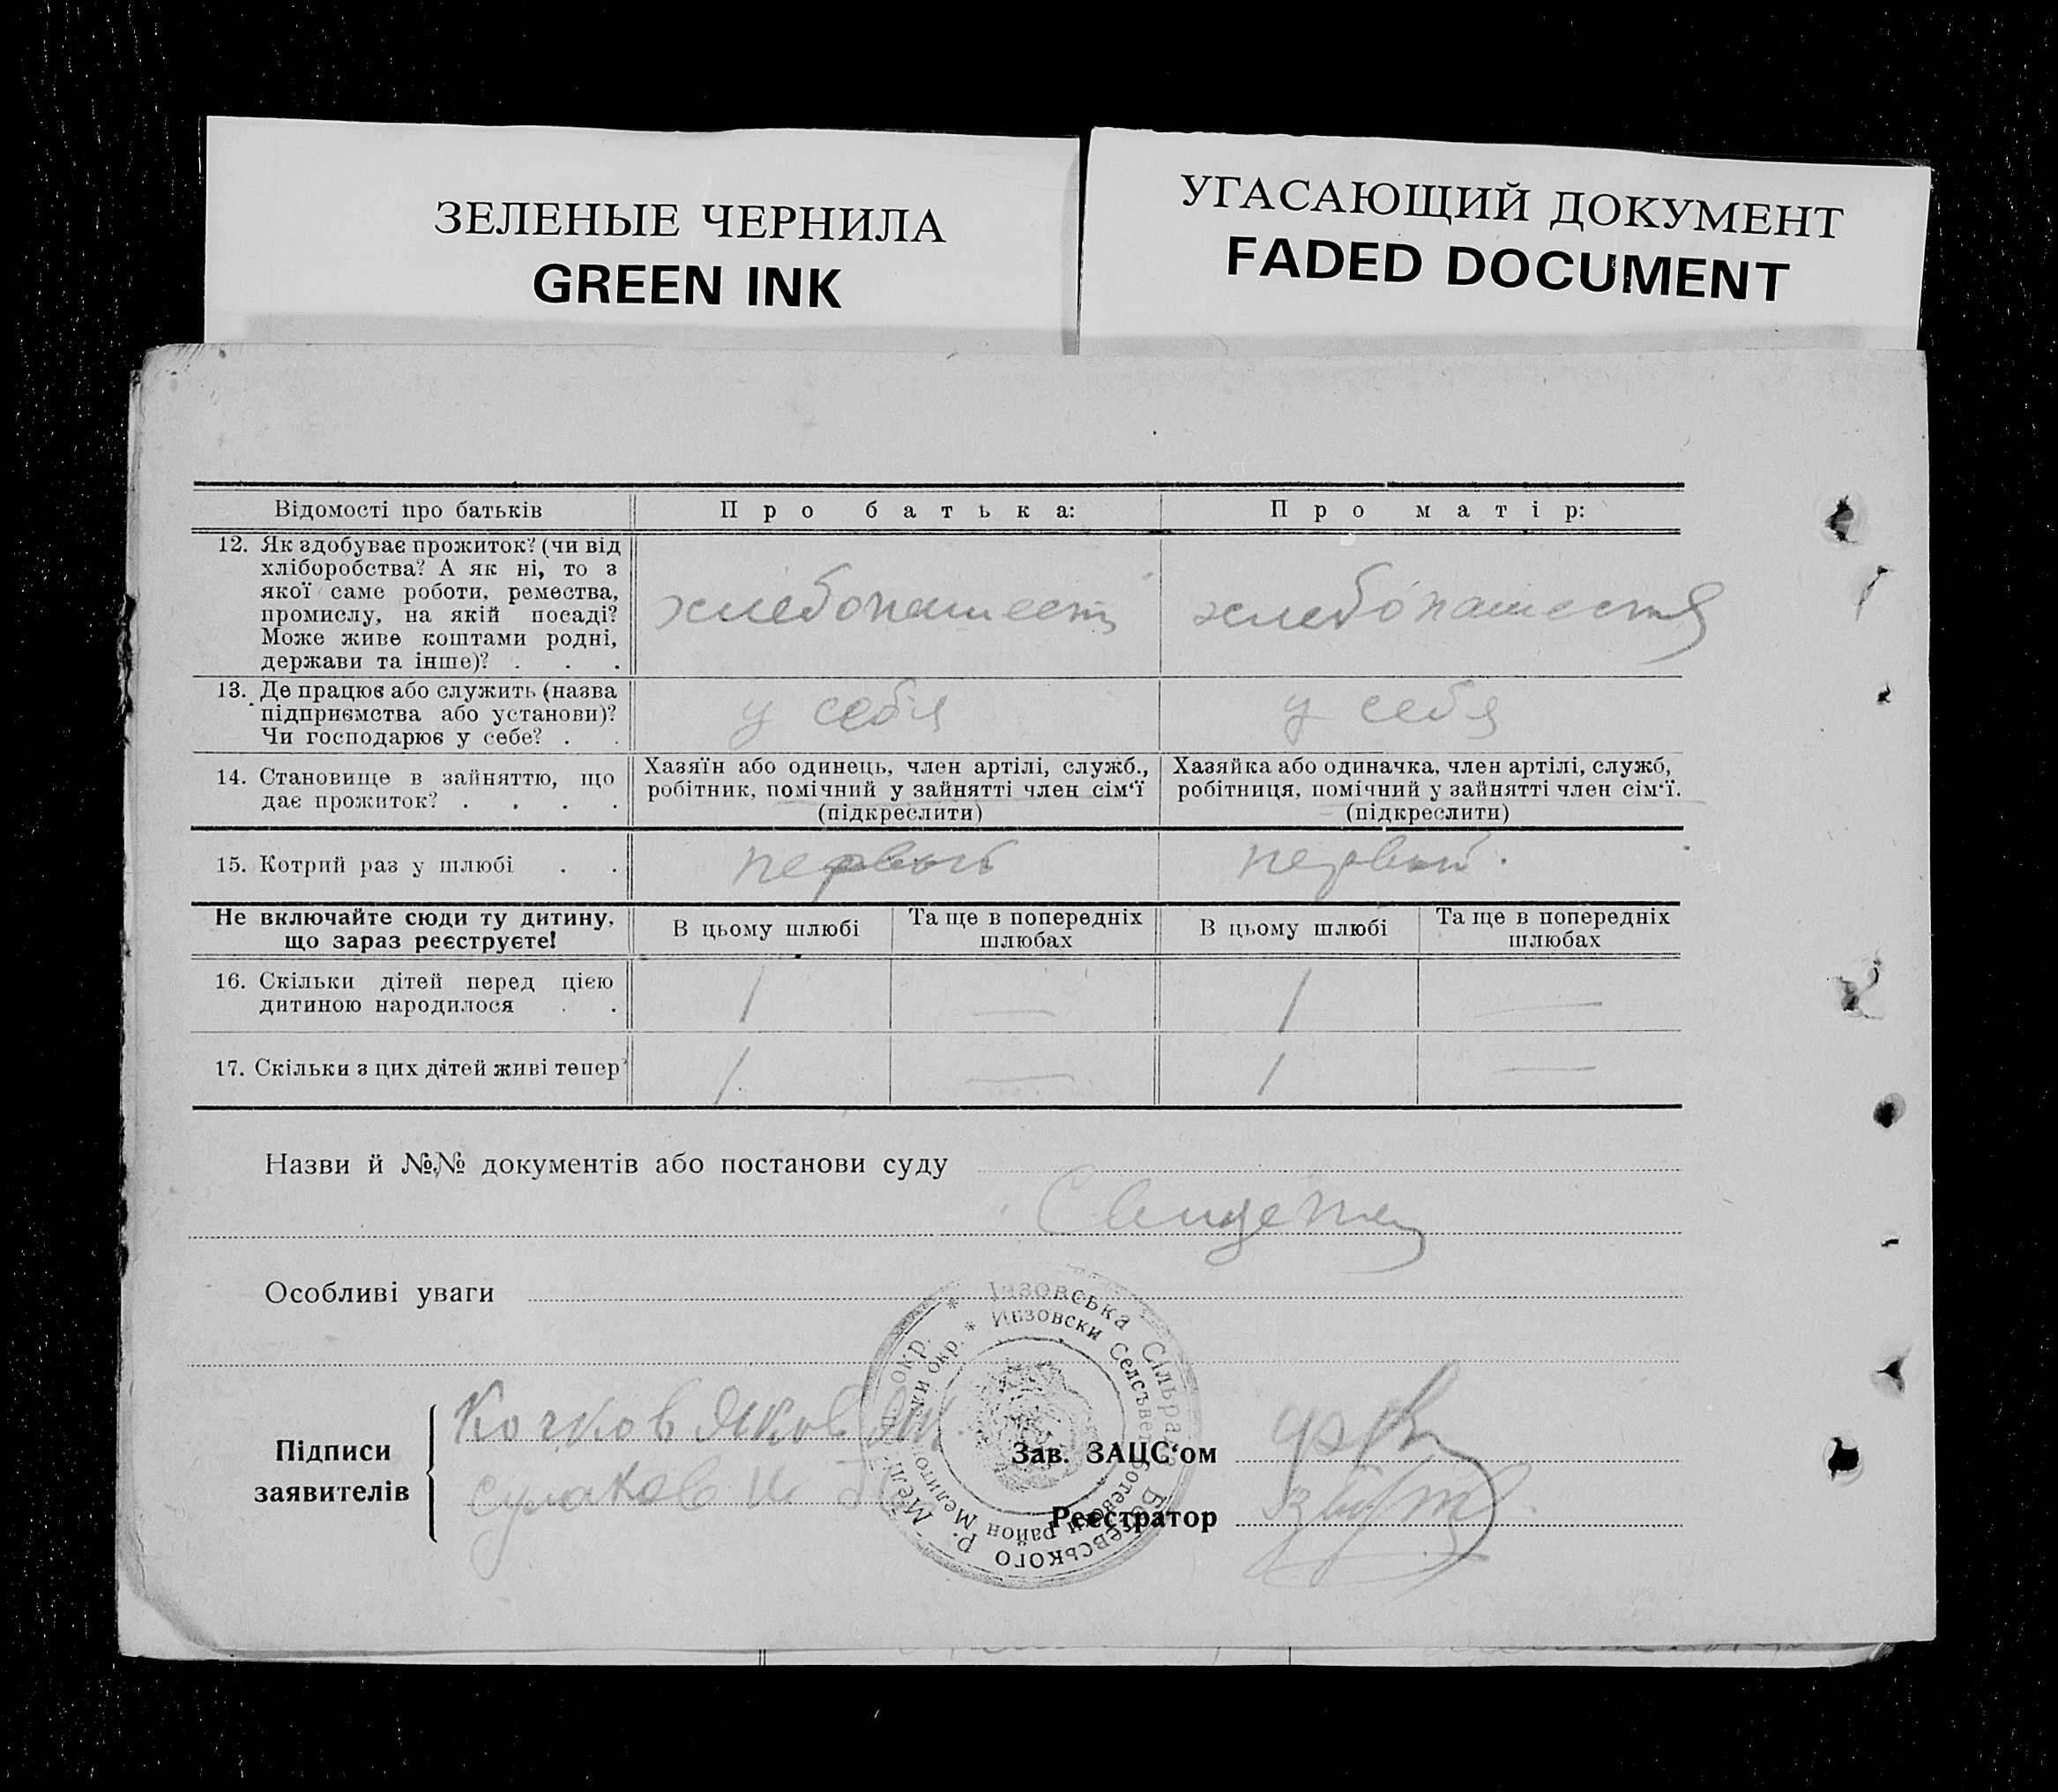 ЗЕЛЕНЫЕ ЧЕРНИЛА
GREEN INK
УГАСАЮЩИЙ ДОКУМЕНТ
FADED DOCUMENT
Відомості про батьків
Про батька:
Про матір:
12. Як здобуває прожиток? (чи від
хліборобства? А як ні, то з
якої саме роботи, ремества,
промислу, на якій посаді?
Може живе коштами родні,
держави та інше)? . . .
хлебопашест
хлебопашеств
13. Де працює або служить (назва
підприємства або установи)?
Чи господарює у себе? . .
у себя
у себя
14. Становище в зайняттю, що
дає прожиток? . . . .
Хазяїн або одинець, член артілі, служб.,
робітник, помічний у зайнятті член сім'ї
(підкреслити)
Хазяйка або одиначка, член артілі, служб,
робітниця, помічний у зайнятті член сім'ї.
(підкреслити)
15. Котрий раз у шлюбі . .
первый
первый.
Не включайте сюди ту дитину,
що зараз реєструєте!
В цьому шлюбі
Та ще в попередніх
шлюбах
В цьому шлюбі
Та ще в попередніх
шлюбах
16. Скільки дітей перед цією
дитиною народилося . .
1
—
1
—
17. Скільки з цих дітей живі тепер?
1
—
1
—
Назви й №№ документів або постанови суду
Особливі уваги
Підписи
заявителів
Кочков Яков
Зав. ЗАЦС'ом
Реєстратор
Сільрада Ботевського р. Меліт. окр.